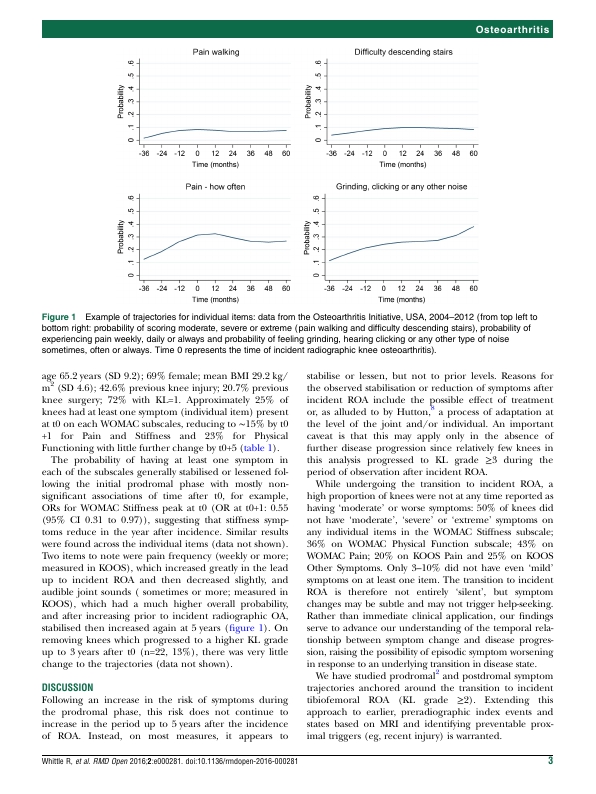 Osteoarthritis
Pain walking
Probability
0 .1 .2 .3 .4 .5 .6
-36 -24 -12 0 12 24 36 48 60
Time (months)
Difficulty descending stairs
Probability
0 .1 .2 .3 .4 .5 .6
-36 -24 -12 0 12 24 36 48 60
Time (months)
Pain - how often
Probability
0 .1 .2 .3 .4 .5 .6
-36 -24 -12 0 12 24 36 48 60
Time (months)
Grinding, clicking or any other noise
Probability
0 .1 .2 .3 .4 .5 .6
-36 -24 -12 0 12 24 36 48 60
Time (months)
Figure 1 Example of trajectories for individual items: data from the Osteoarthritis Initiative, USA, 2004–2012 (from top left to
bottom right: probability of scoring moderate, severe or extreme (pain walking and difficulty descending stairs), probability of
experiencing pain weekly, daily or always and probability of feeling grinding, hearing clicking or any other type of noise
sometimes, often or always. Time 0 represents the time of incident radiographic knee osteoarthritis).
age 65.2 years (SD 9.2); 69% female; mean BMI 29.2 kg/
m² (SD 4.6); 42.6% previous knee injury; 20.7% previous
knee surgery; 72% with KL=1. Approximately 25% of
knees had at least one symptom (individual item) present
at t0 on each WOMAC subscales, reducing to ∼15% by t0
+1 for Pain and Stiffness and 23% for Physical
Functioning with little further change by t0+5 (table 1).
The probability of having at least one symptom in
each of the subscales generally stabilised or lessened fol-
lowing the initial prodromal phase with mostly non-
significant associations of time after t0, for example,
ORs for WOMAC Stiffness peak at t0 (OR at t0+1: 0.55
(95% CI 0.31 to 0.97)), suggesting that stiffness symp-
toms reduce in the year after incidence. Similar results
were found across the individual items (data not shown).
Two items to note were pain frequency (weekly or more;
measured in KOOS), which increased greatly in the lead
up to incident ROA and then decreased slightly, and
audible joint sounds ( sometimes or more; measured in
KOOS), which had a much higher overall probability,
and after increasing prior to incident radiographic OA,
stabilised then increased again at 5 years (figure 1). On
removing knees which progressed to a higher KL grade
up to 3 years after t0 (n=22, 13%), there was very little
change to the trajectories (data not shown).
DISCUSSION
Following an increase in the risk of symptoms during
the prodromal phase, this risk does not continue to
increase in the period up to 5 years after the incidence
of ROA. Instead, on most measures, it appears to
stabilise or lessen, but not to prior levels. Reasons for
the observed stabilisation or reduction of symptoms after
incident ROA include the possible effect of treatment
or, as alluded to by Hutton,⁸ a process of adaptation at
the level of the joint and/or individual. An important
caveat is that this may apply only in the absence of
further disease progression since relatively few knees in
this analysis progressed to KL grade ≥3 during the
period of observation after incident ROA.
While undergoing the transition to incident ROA, a
high proportion of knees were not at any time reported as
having ‘moderate’ or worse symptoms: 50% of knees did
not have ‘moderate’, ‘severe’ or ‘extreme’ symptoms on
any individual items in the WOMAC Stiffness subscale;
36% on WOMAC Physical Function subscale; 43% on
WOMAC Pain; 20% on KOOS Pain and 25% on KOOS
Other Symptoms. Only 3–10% did not have even ‘mild’
symptoms on at least one item. The transition to incident
ROA is therefore not entirely ‘silent’, but symptom
changes may be subtle and may not trigger help-seeking.
Rather than immediate clinical application, our findings
serve to advance our understanding of the temporal rela-
tionship between symptom change and disease progres-
sion, raising the possibility of episodic symptom worsening
in response to an underlying transition in disease state.
We have studied prodromal² and postdromal symptom
trajectories anchored around the transition to incident
tibiofemoral ROA (KL grade ≥2). Extending this
approach to earlier, preradiographic index events and
states based on MRI and identifying preventable prox-
imal triggers (eg, recent injury) is warranted.
Whittle R, et al. RMD Open 2016;2:e000281. doi:10.1136/rmdopen-2016-000281
3